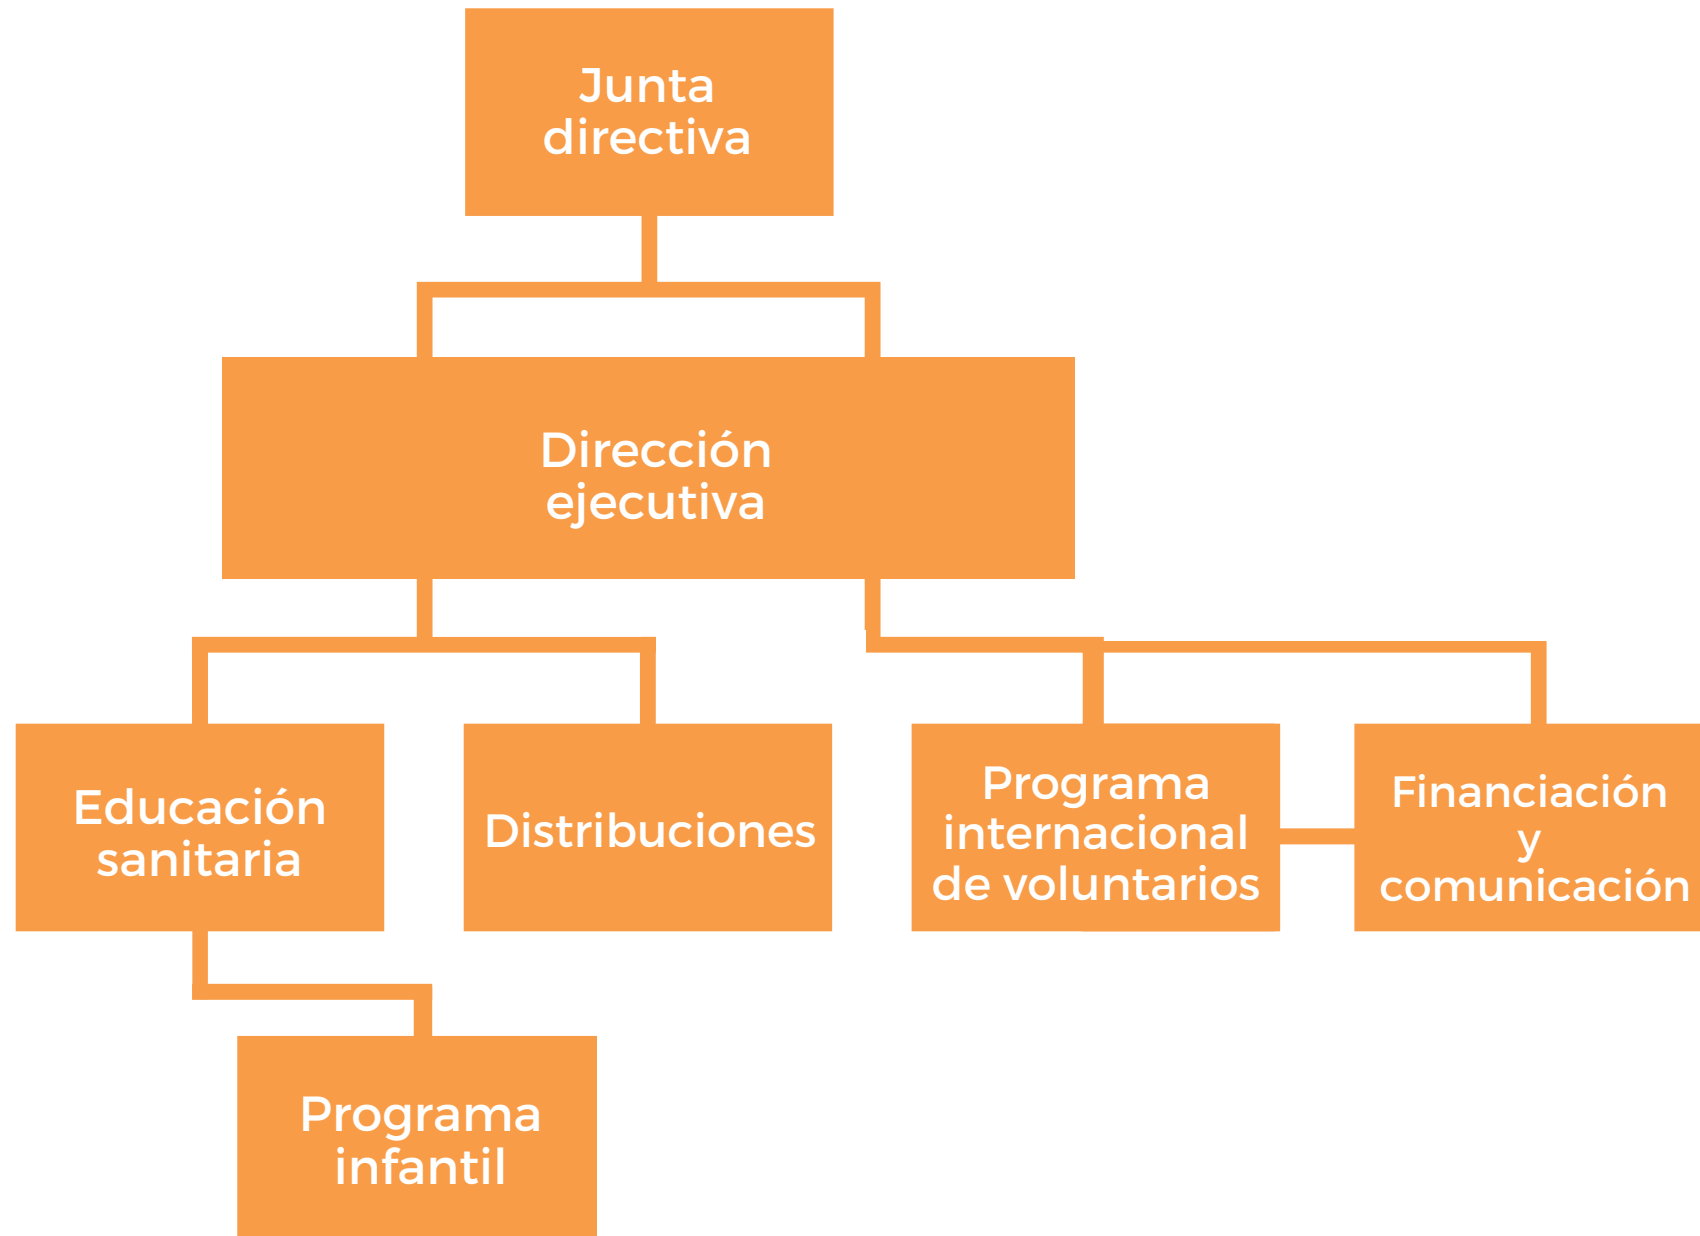 Junta
directiva
Dirección
ejecutiva
Educación
sanitaria
Distribuciones
Programa
internacional
de voluntarios
Financiación
y
comunicación
Programa
infantil